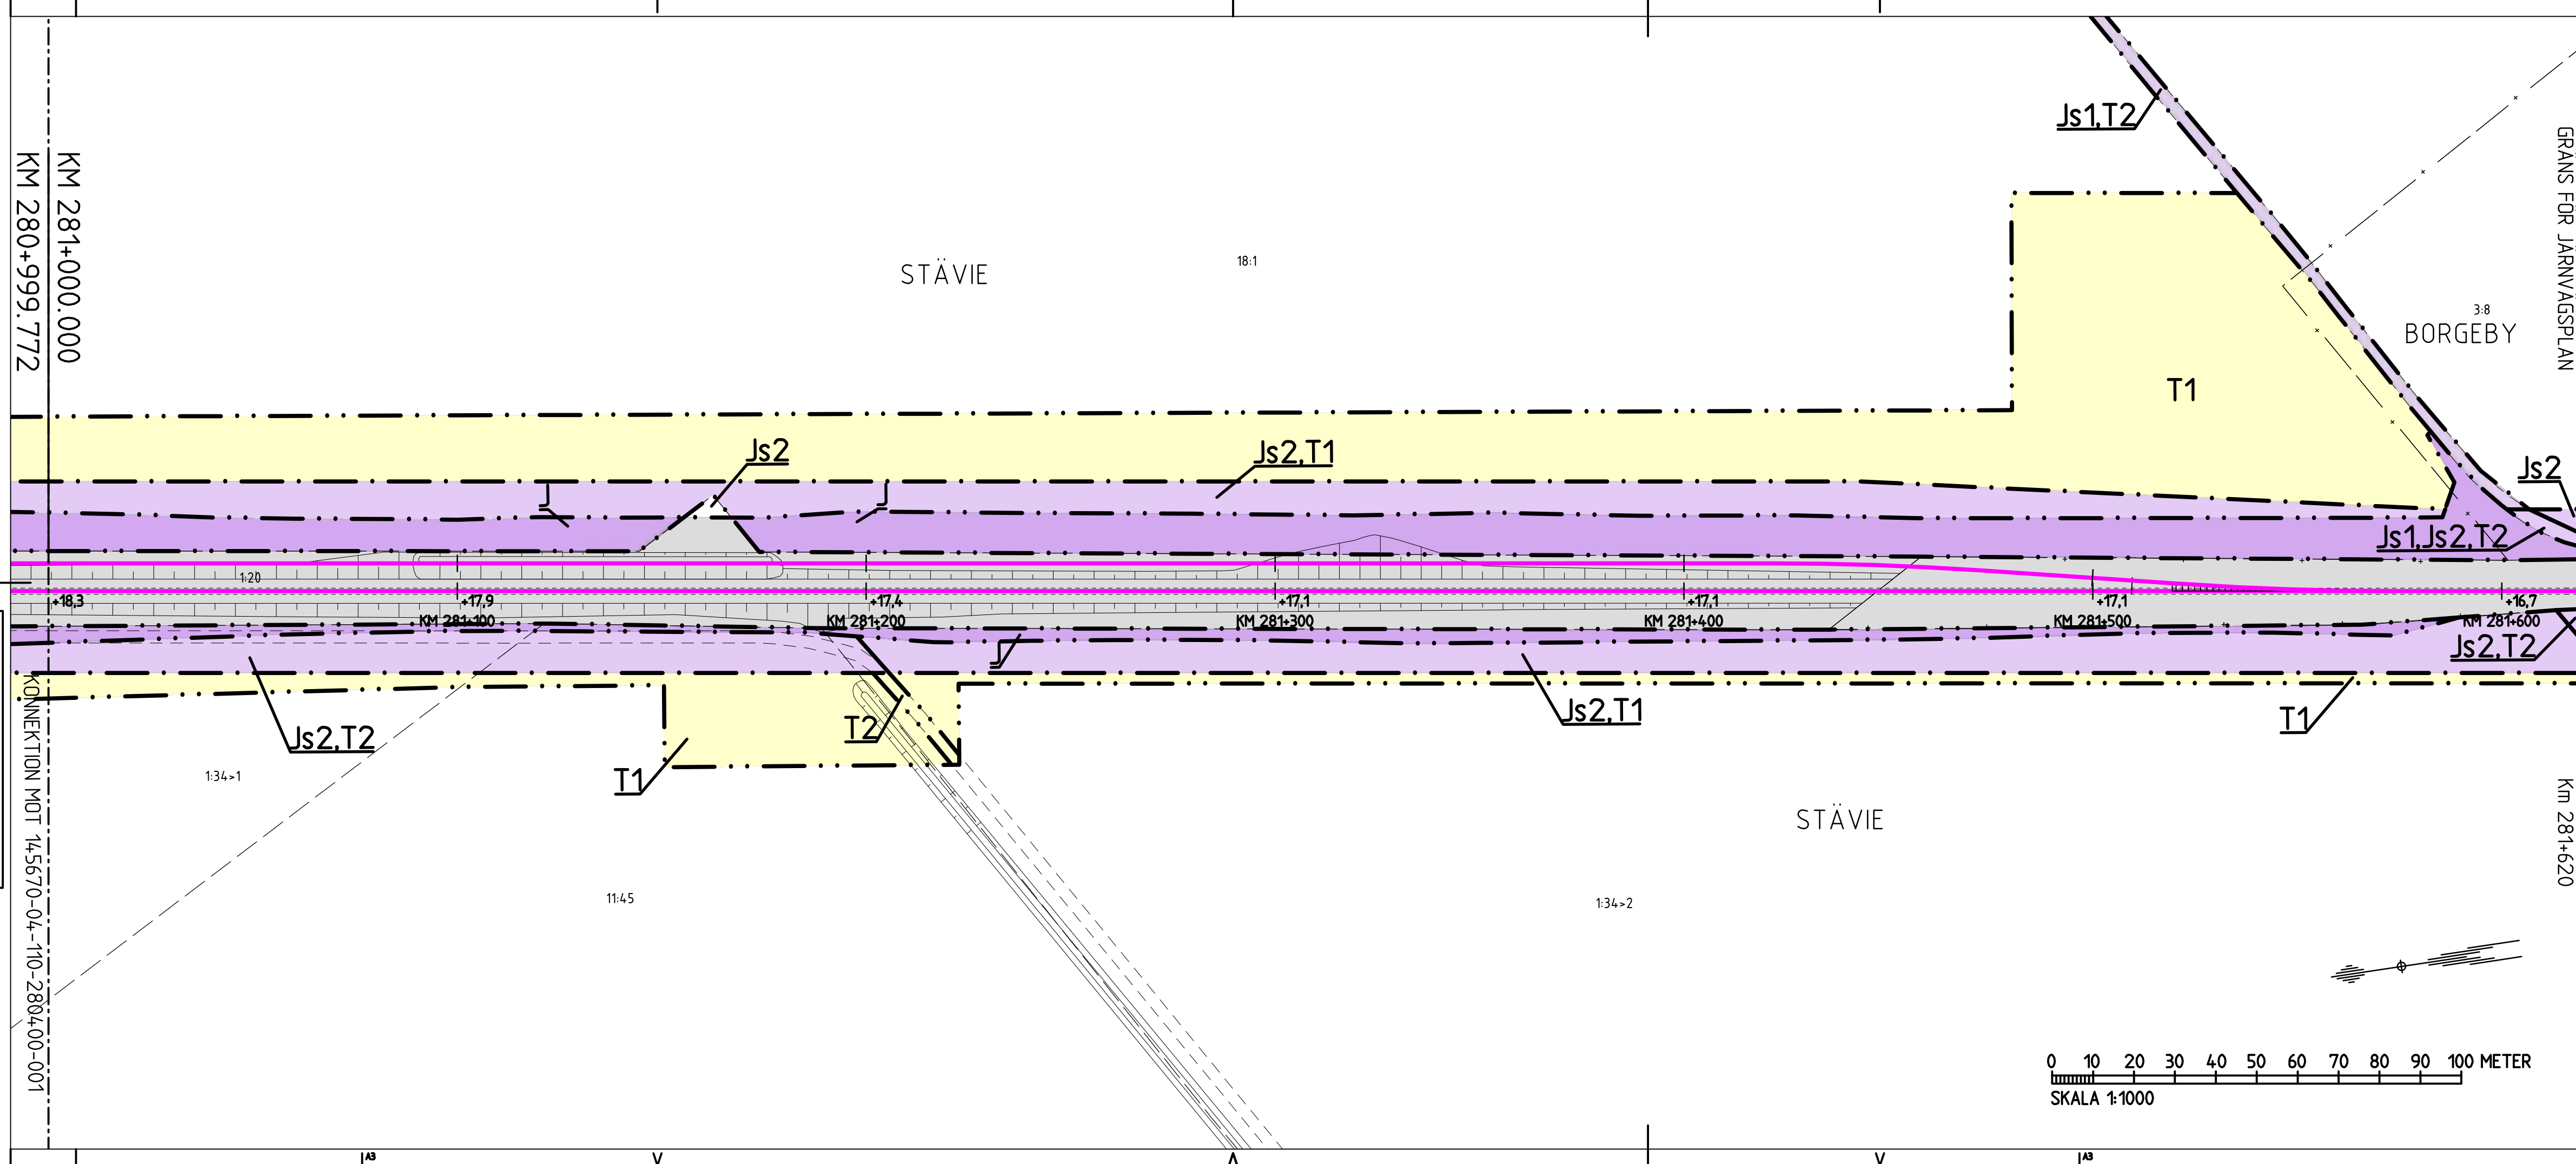 KM 281+000.000
KM 280+999.772
KONNEKTION MOT 145670-04-110-280400-001
GRÄNS FÖR JÄRNVÄGSPLAN
Km 281+620
Js1,T2
STÄVIE
18:1
3:8
BORGEBY
T1
Js2
J
J
Js2,T1
Js2
Js1,Js2,T2
1:20
+18,3
+17,9
+17,4
+17,1
+17,1
+17,1
+16,7
KM 281+100
KM 281+200
KM 281+300
KM 281+400
KM 281+500
KM 281+600
J
Js2,T2
Js2,T2
T2
Js2,T1
T1
T1
1:34>1
STÄVIE
11:45
1:34>2
0 10 20 30 40 50 60 70 80 90 100 METER
SKALA 1:1000
A3
A3